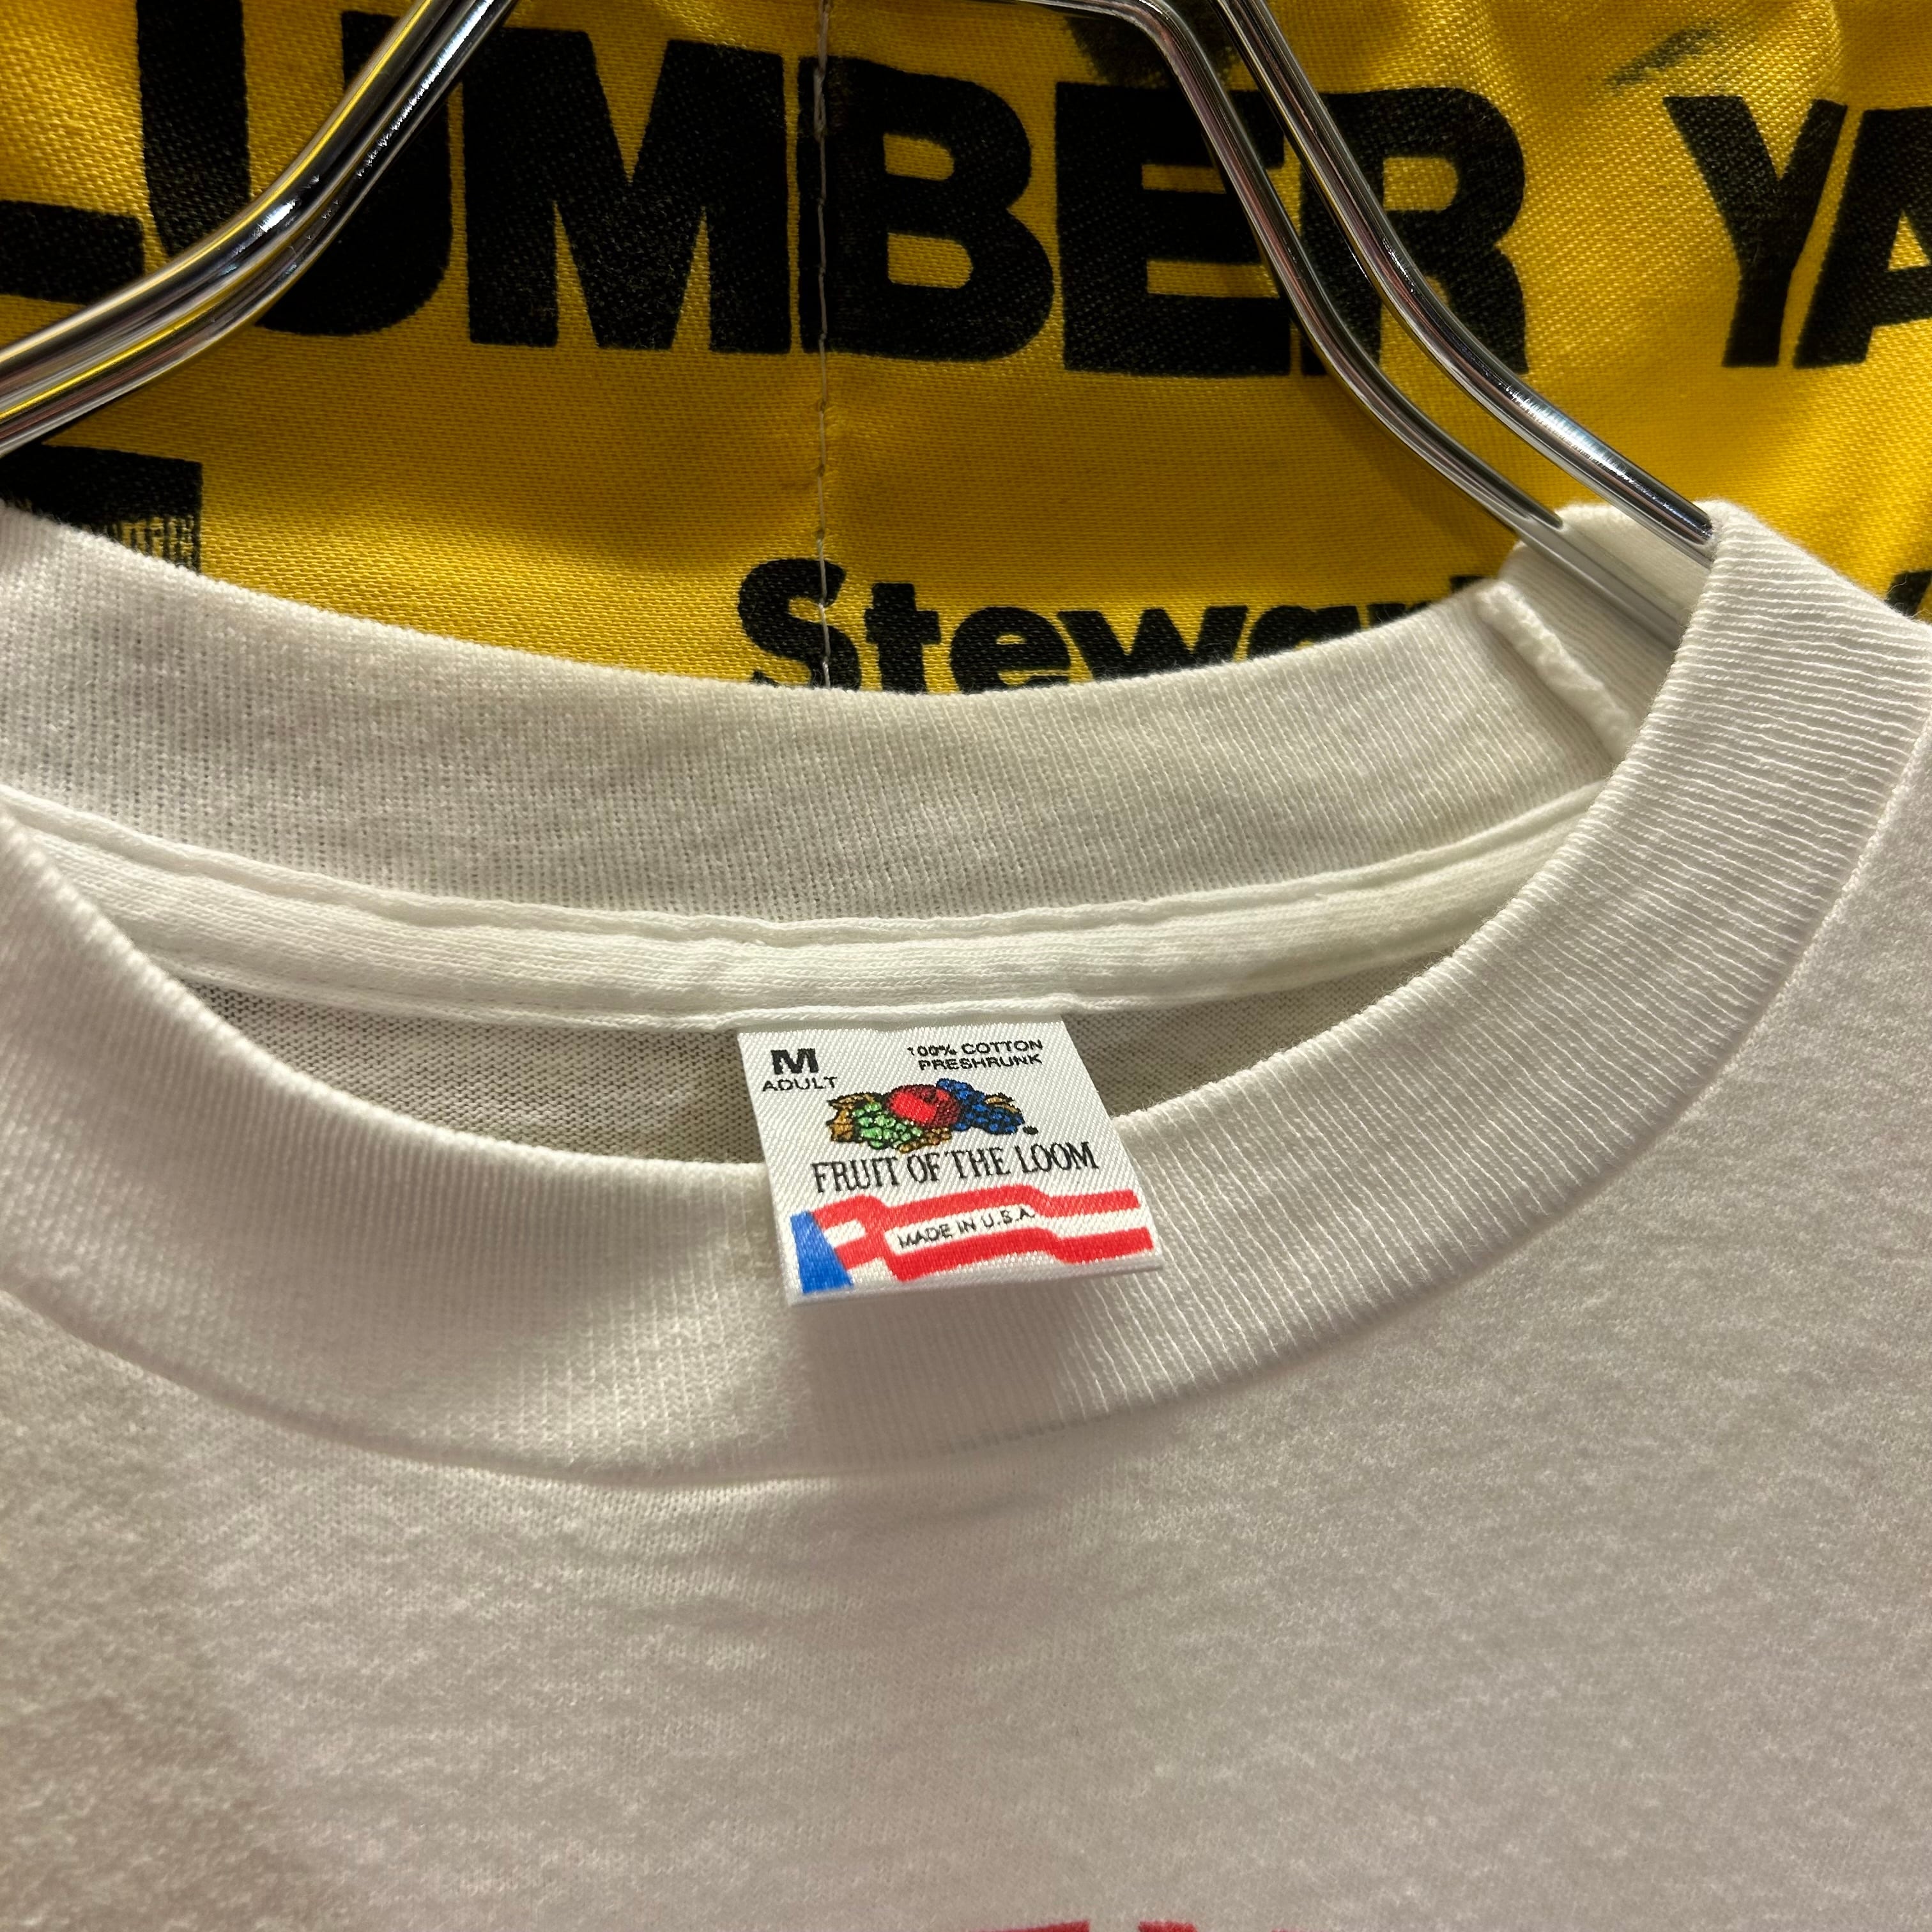 LUMBER YA
Stewar
M
ADULT
100% COTTON
PRESHRUNK
FRUIT OF THE LOOM
MADE IN U.S.A.